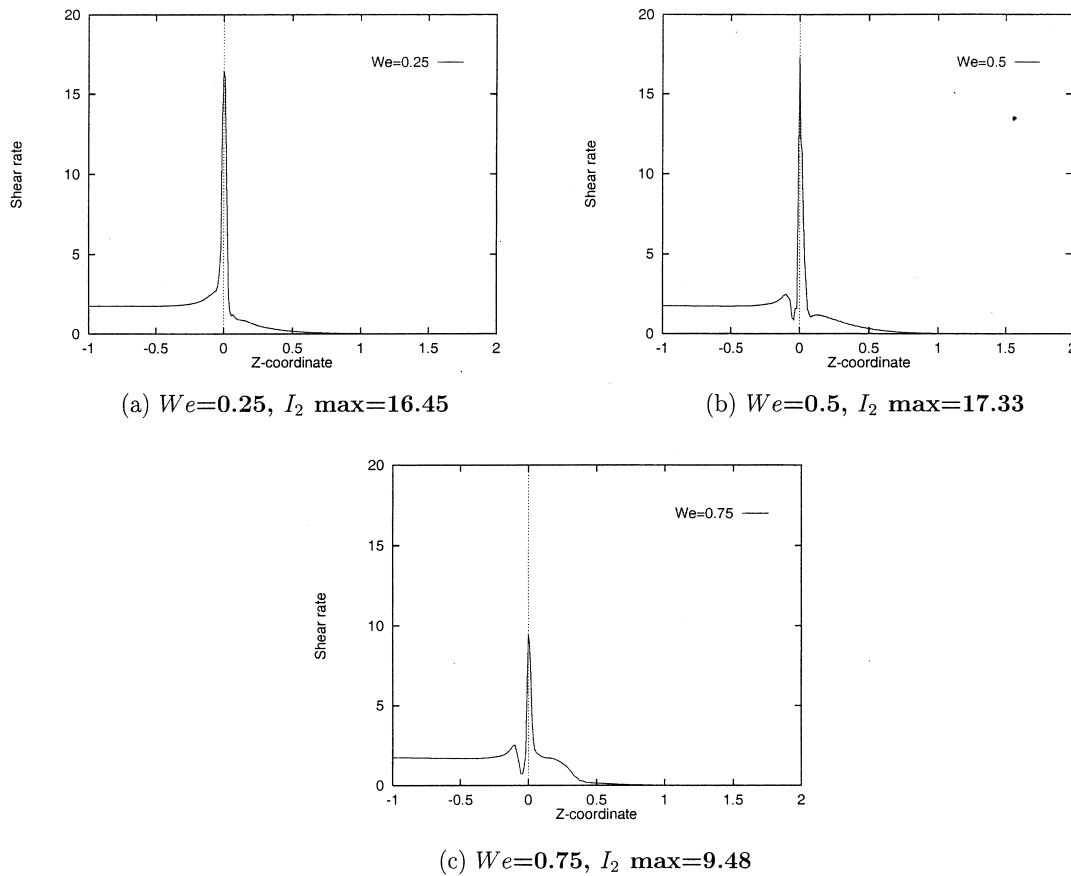 20
15
10
5
0
Shear rate
We=0.25
-1 -0.5 0 0.5 1 1.5 2
Z-coordinate
(a) We=0.25, I2 max=16.45
20
15
10
5
0
Shear rate
We=0.5
-1 -0.5 0 0.5 1 1.5 2
Z-coordinate
(b) We=0.5, I2 max=17.33
20
15
10
5
0
Shear rate
We=0.75
-1 -0.5 0 0.5 1 1.5 2
Z-coordinate
(c) We=0.75, I2 max=9.48